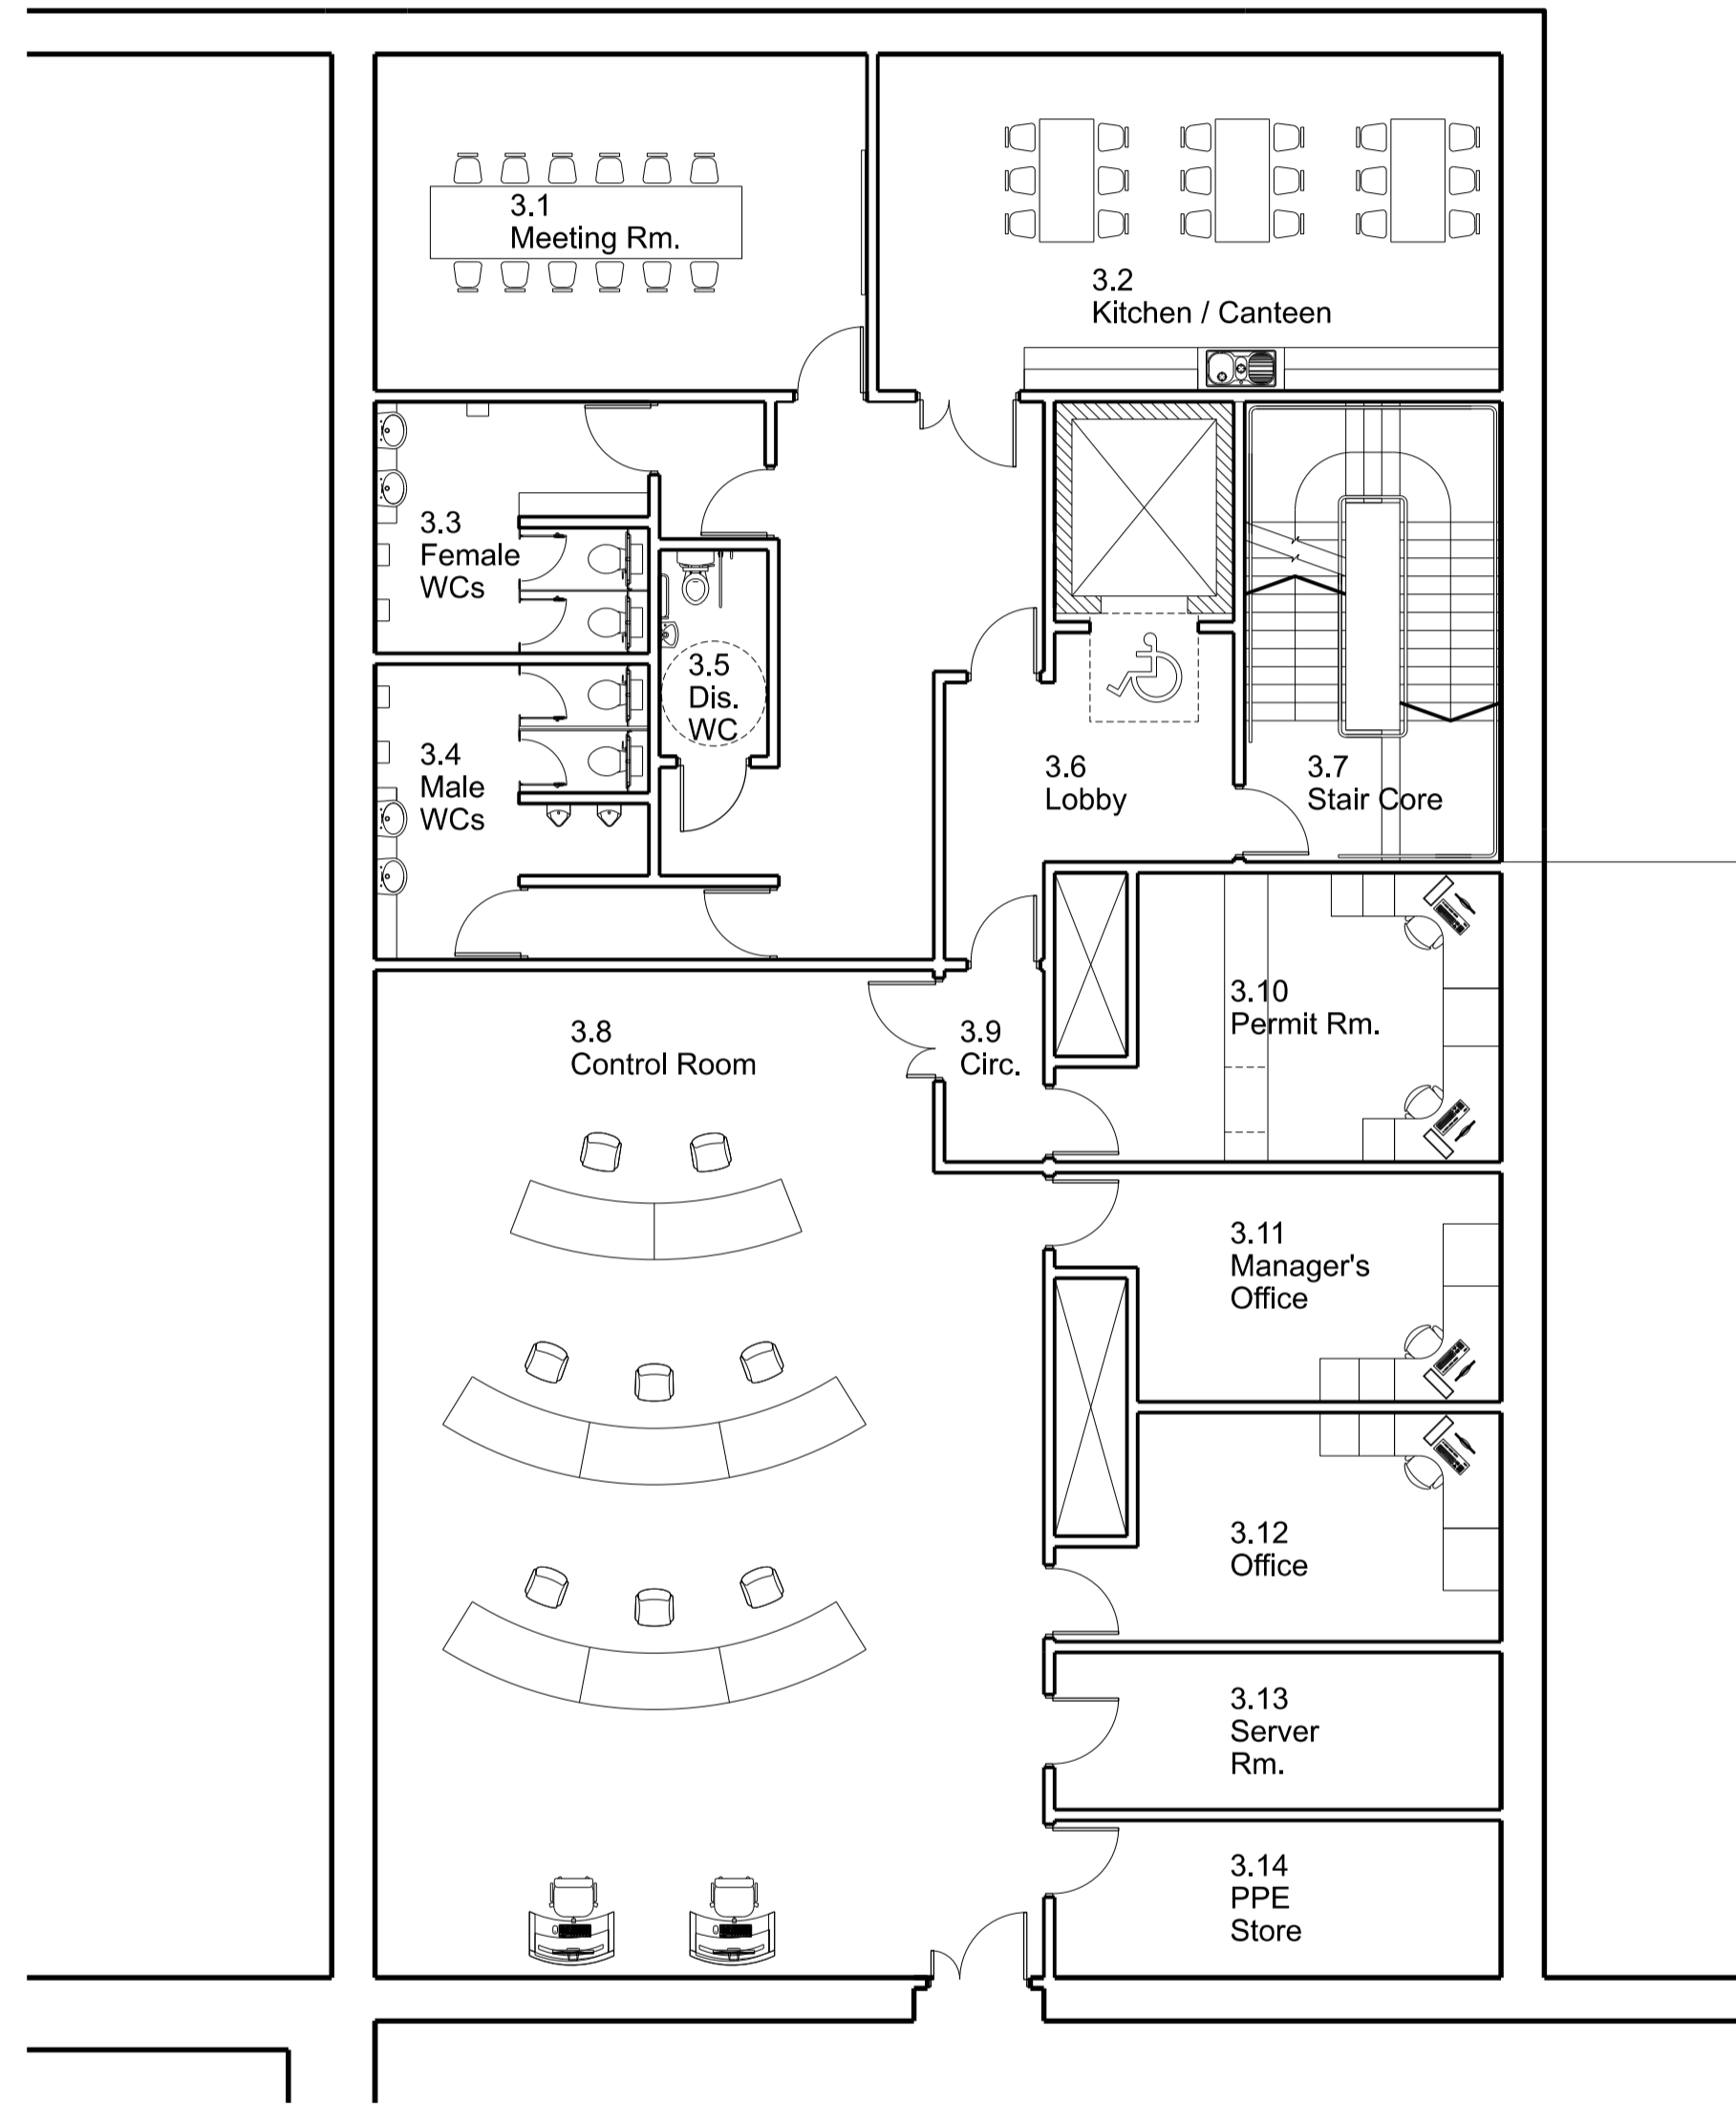 3.1
Meeting Rm.
3.2
Kitchen / Canteen
3.3
Female
WCs
3.4
Male
WCs
3.5
Dis.
WC
3.6
Lobby
3.7
Stair Core
3.8
Control Room
3.9
Circ.
3.10
Permit Rm.
3.11
Manager's
Office
3.12
Office
3.13
Server
Rm.
3.14
PPE
Store